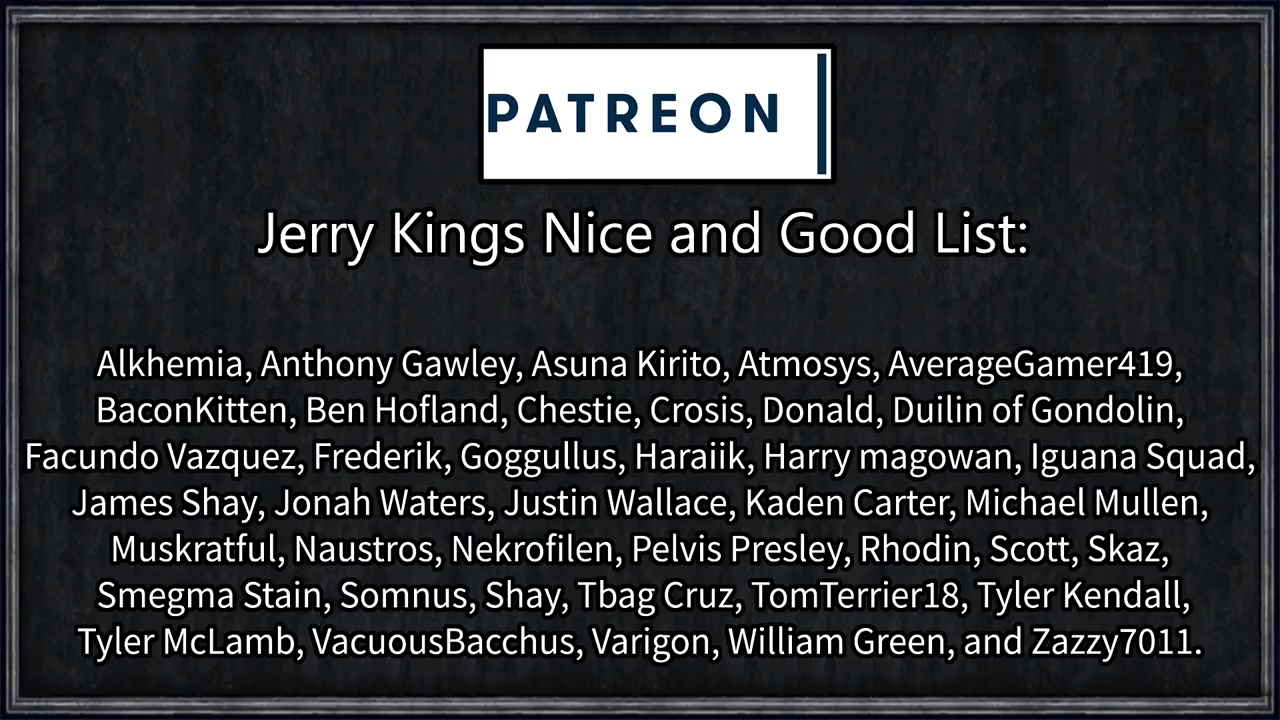 PATREON
Jerry Kings Nice and Good List:
Alkhemia, Anthony Gawley, Asuna Kirito, Atmosys, AverageGamer419,
BaconKitten, Ben Hofland, Chestie, Crosis, Donald, Duilin of Gondolin,
Facundo Vazquez, Frederik, Goggullus, Haraiik, Harry magowan, Iguana Squad,
James Shay, Jonah Waters, Justin Wallace, Kaden Carter, Michael Mullen,
Muskratful, Naustros, Nekrofilen, Pelvis Presley, Rhodin, Scott, Skaz,
Smegma Stain, Somnus, Shay, Tbag Cruz, TomTerrier18, Tyler Kendall,
Tyler McLamb, VacuousBacchus, Varigon, William Green, and Zazzy7011.